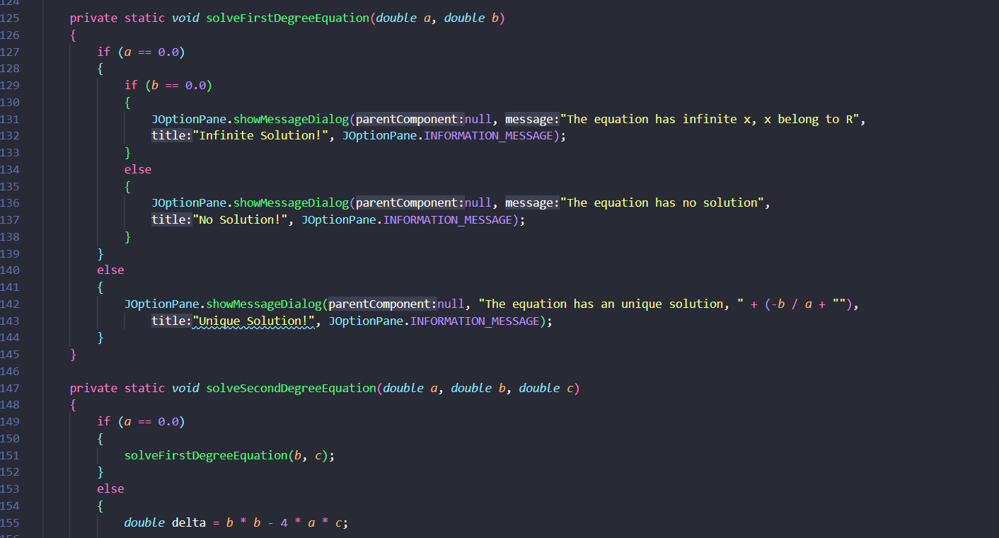 124
125 private static void solveFirstDegreeEquation(double a, double b)
126 {
127 if (a == 0.0)
128 {
129 if (b == 0.0)
130 {
131 JOptionPane.showMessageDialog(parentComponent:null, message:"The equation has infinite x, x belong to R",
132 title:"Infinite Solution!", JOptionPane.INFORMATION_MESSAGE);
133 }
134 else
135 {
136 JOptionPane.showMessageDialog(parentComponent:null, message:"The equation has no solution",
137 title:"No Solution!", JOptionPane.INFORMATION_MESSAGE);
138 }
139 }
140 else
141 {
142 JOptionPane.showMessageDialog(parentComponent:null, "The equation has an unique solution, " + (-b / a + ""),
143 title:"Unique Solution!", JOptionPane.INFORMATION_MESSAGE);
144 }
145 }
146
147 private static void solveSecondDegreeEquation(double a, double b, double c)
148 {
149 if (a == 0.0)
150 {
151 solveFirstDegreeEquation(b, c);
152 }
153 else
154 {
155 double delta = b * b - 4 * a * c;
156